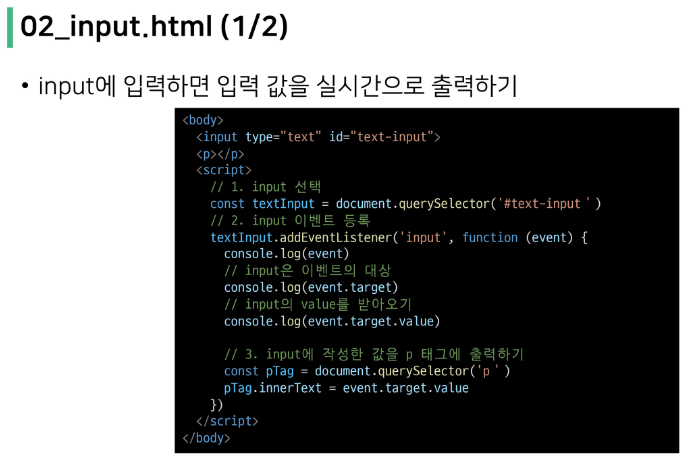 02_input.html (1/2)
• input에 입력하면 입력 값을 실시간으로 출력하기
<body>
  <input type="text" id="text-input">
  <p></p>
  <script>
    // 1. input 선택
    const textInput = document.querySelector('#text-input＇)
    // 2. input 이벤트 등록
    textInput.addEventListener('input', function (event) {
      console.log(event)
      // input은 이벤트의 대상
      console.log(event.target)
      // input의 value를 받아오기
      console.log(event.target.value)

      // 3. input에 작성한 값을 p 태그에 출력하기
      const pTag = document.querySelector('p＇)
      pTag.innerText = event.target.value
    })
  </script>
</body>